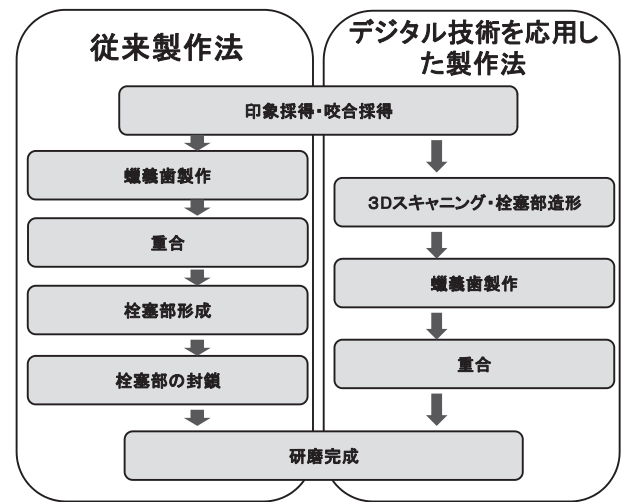 従来製作法
デジタル技術を応用し
た製作法
印象採得・咬合採得
蠟義歯製作
重合
栓塞部形成
栓塞部の封鎖
3Dスキャニング・栓塞部造形
蠟義歯製作
重合
研磨完成